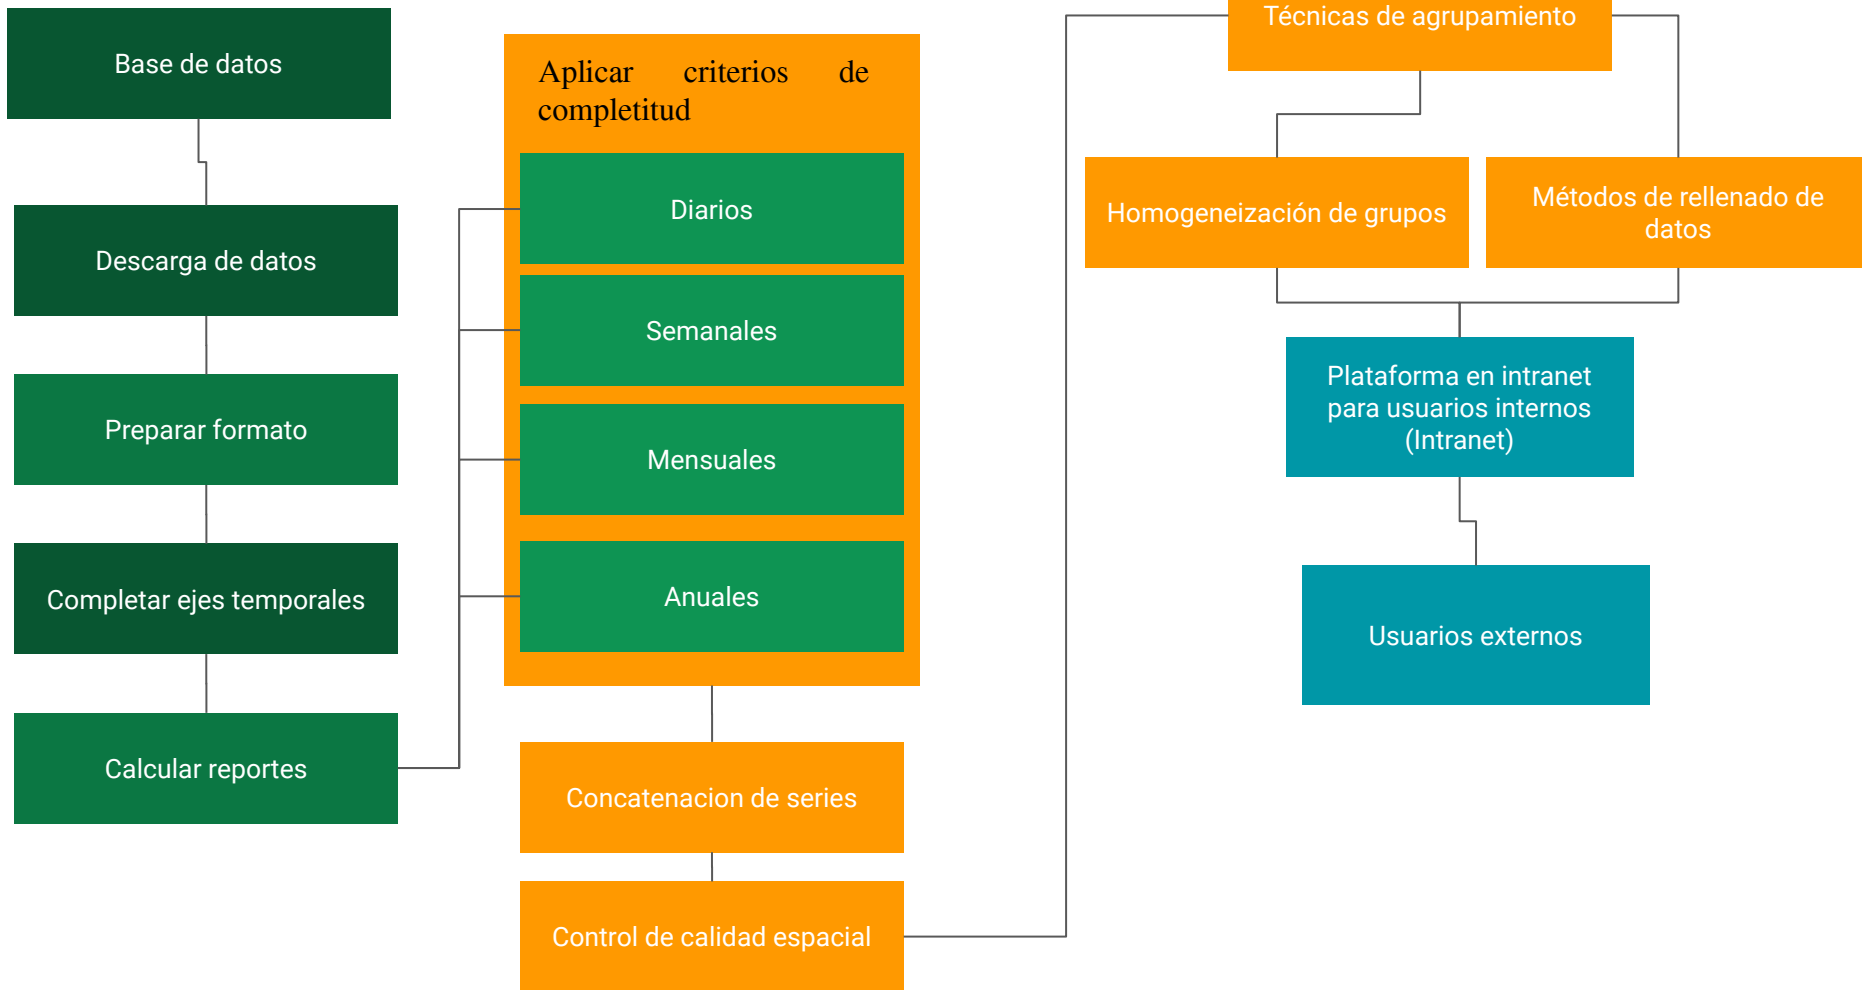 Base de datos
Descarga de datos
Preparar formato
Completar ejes temporales
Calcular reportes
Aplicar criterios de
completitud
Diarios
Semanales
Mensuales
Anuales
Concatenacion de series
Control de calidad espacial
Técnicas de agrupamiento
Homogeneización de grupos
Métodos de rellenado de
datos
Plataforma en intranet
para usuarios internos
(Intranet)
Usuarios externos